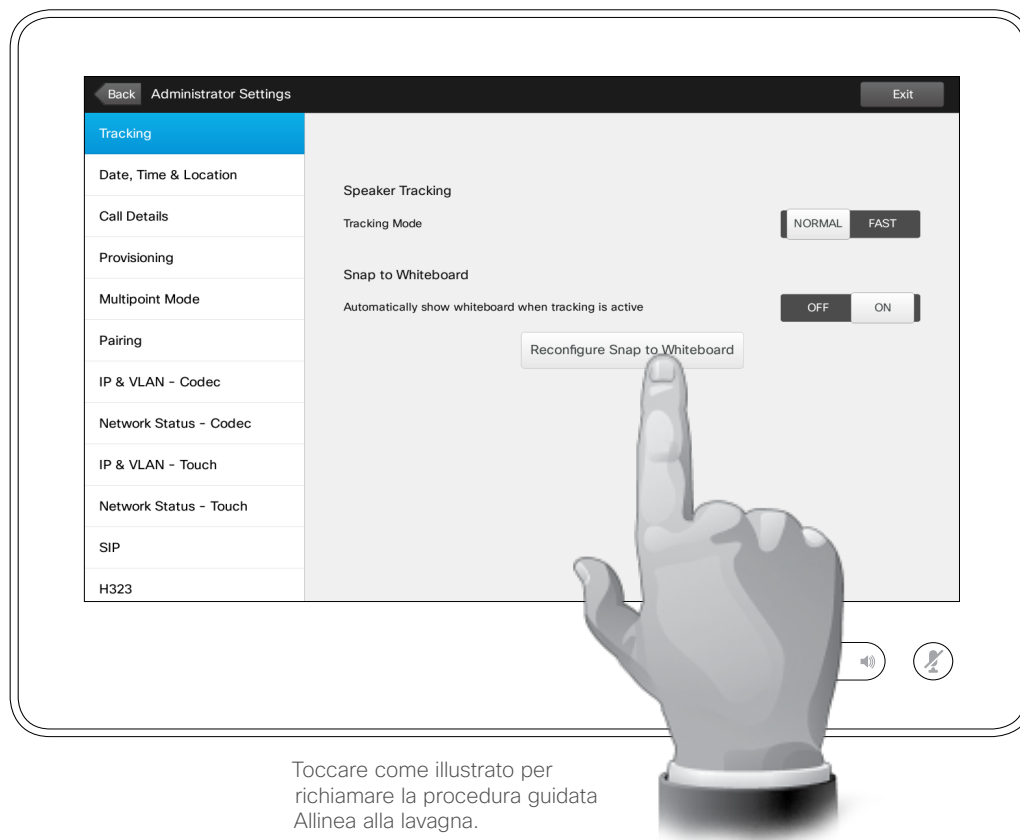 Back Administrator Settings Exit
Tracking
Date, Time & Location
Call Details
Provisioning
Multipoint Mode
Pairing
IP & VLAN - Codec
Network Status - Codec
IP & VLAN - Touch
Network Status - Touch
SIP
H323
Speaker Tracking
Tracking Mode NORMAL FAST
Snap to Whiteboard
Automatically show whiteboard when tracking is active OFF ON
Reconfigure Snap to Whiteboard
Toccare come illustrato per
richiamare la procedura guidata
Allinea alla lavagna.